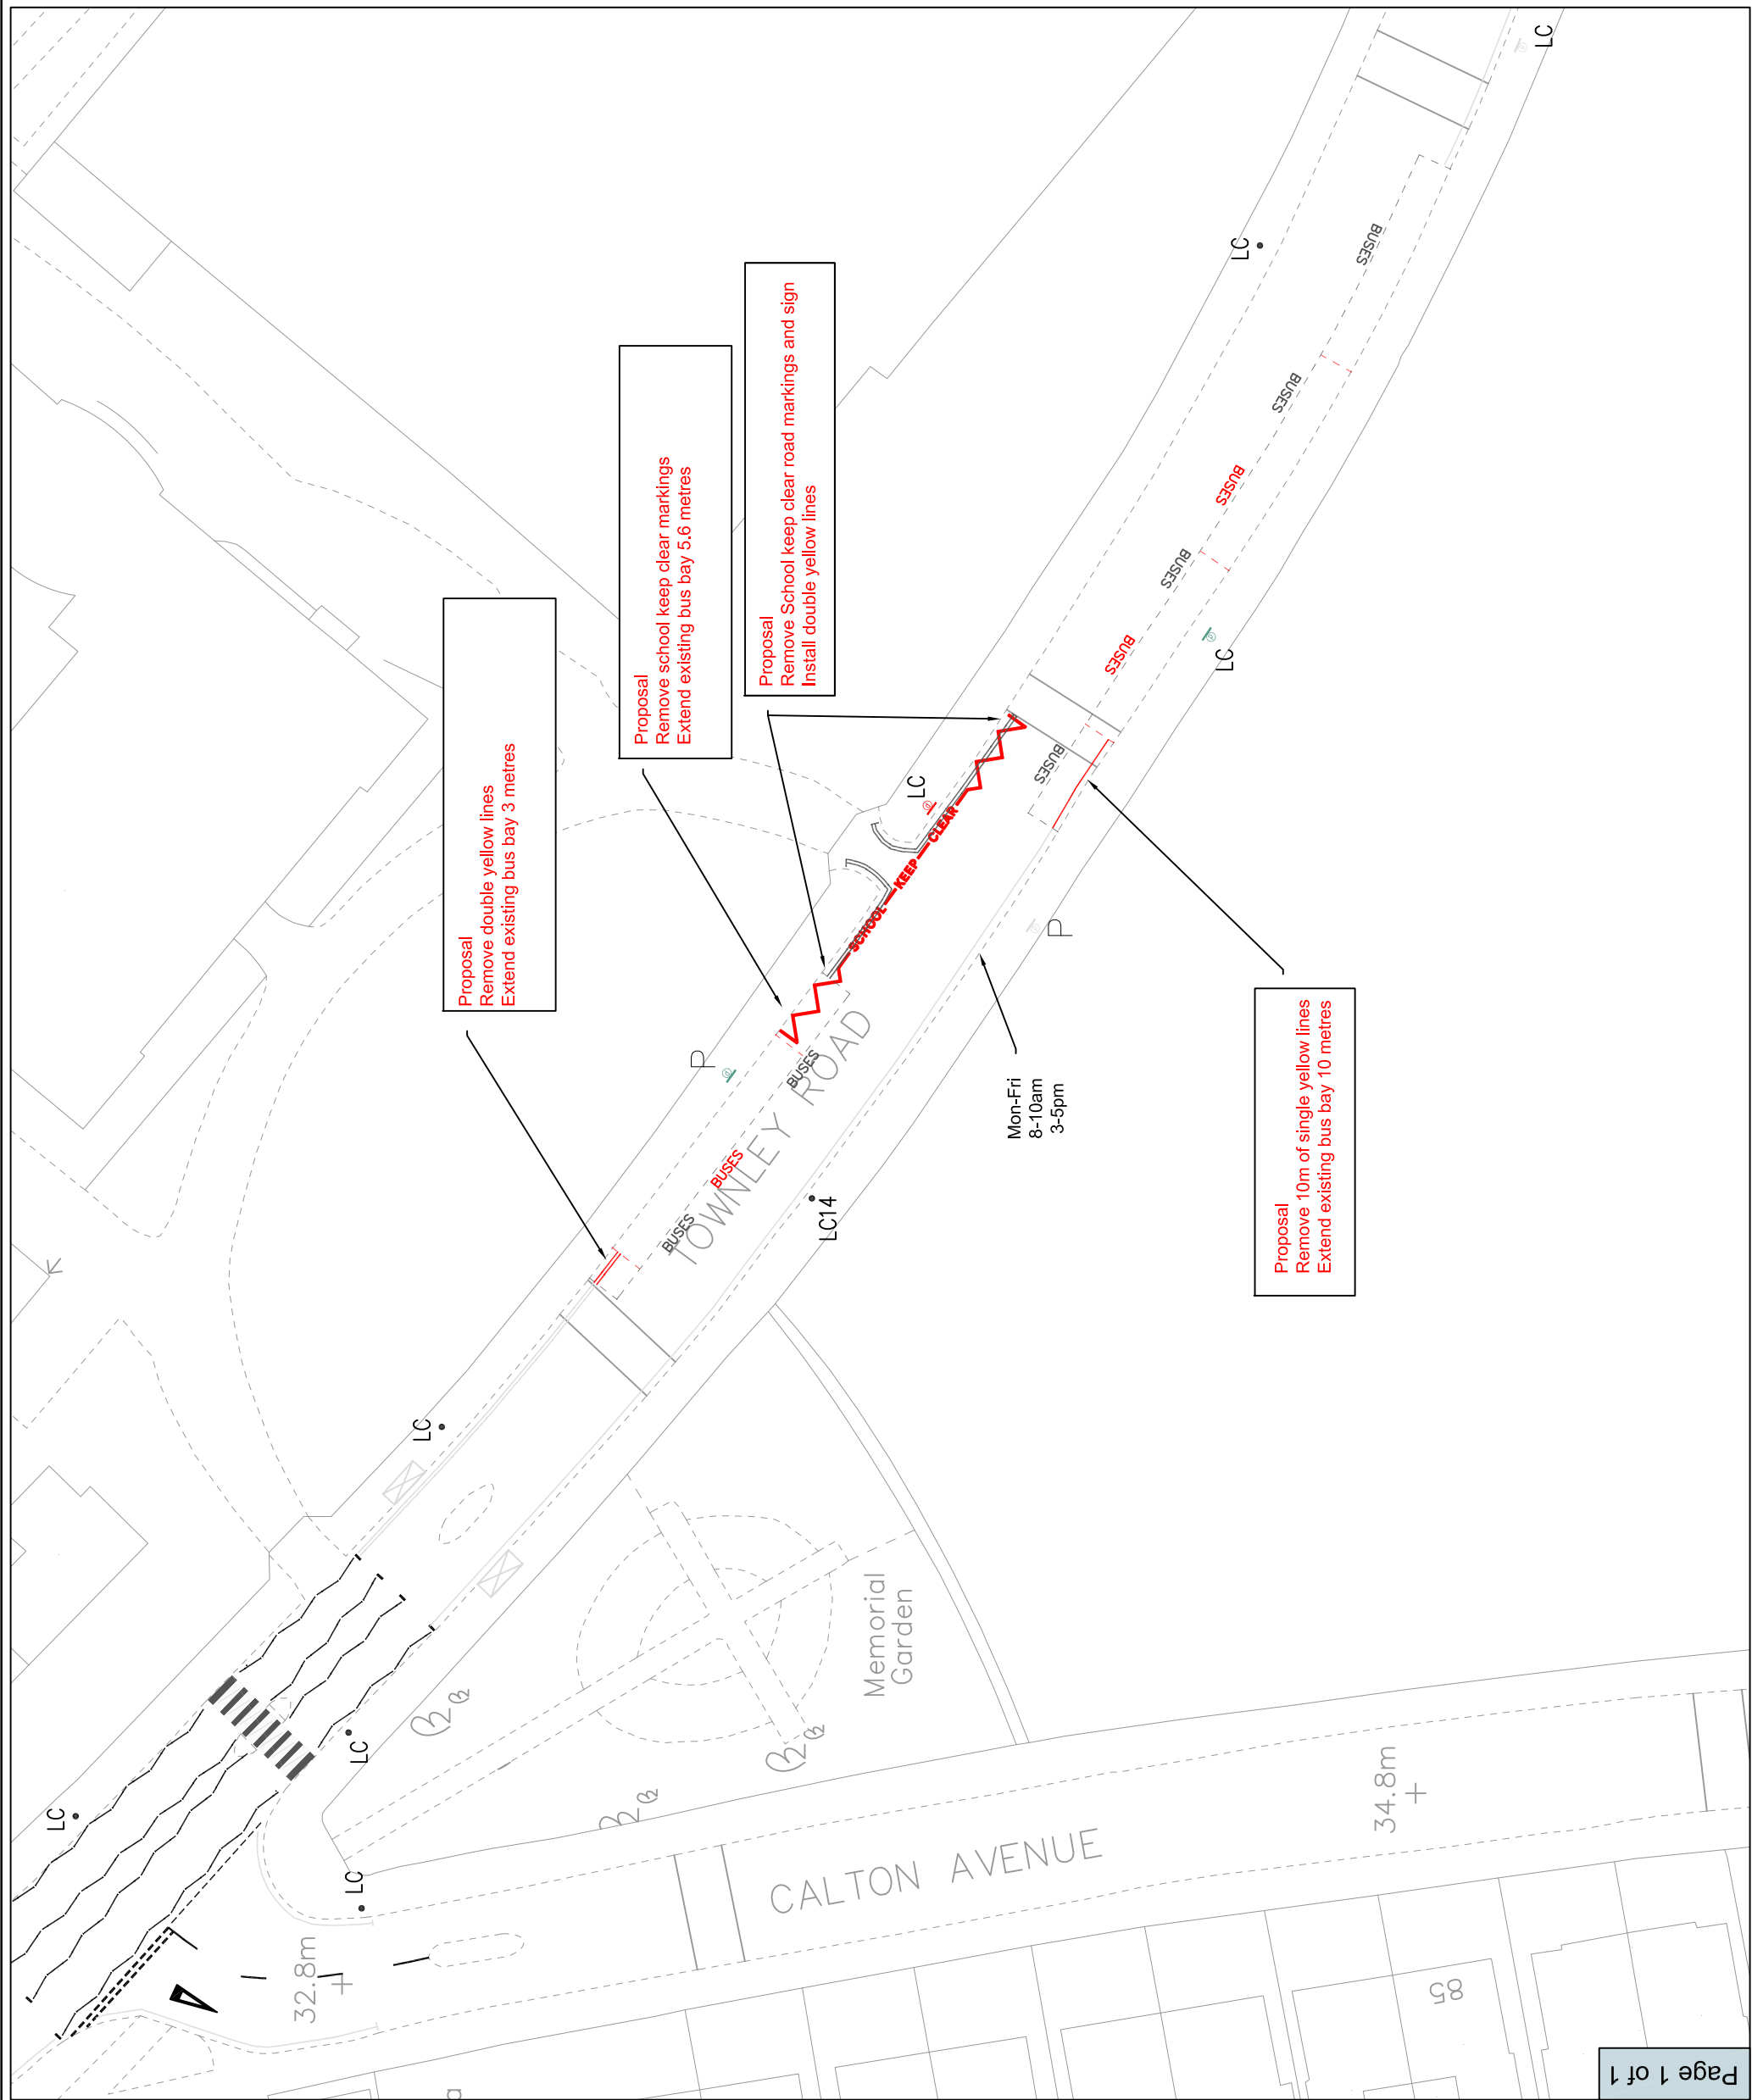 Proposal
Remove double yellow lines
Extend existing bus bay 3 metres
Proposal
Remove school keep clear markings
Extend existing bus bay 5.6 metres
Proposal
Remove School keep clear road markings and sign
Install double yellow lines
Proposal
Remove 10m of single yellow lines
Extend existing bus bay 10 metres
Mon-Fri
8-10am
3-5pm
TOWNLEY ROAD
SCHOOL KEEP CLEAR
BUSES
BUSES
BUSES
BUSES
BUSES
BUSES
BUSES
BUSES
BUSES
P
P
LC
LC
LC
LC
LC
LC
LC
LC
LC14
LC
Memorial
Garden
CALTON AVENUE
32.8m
34.8m
85
Page 1 of 1